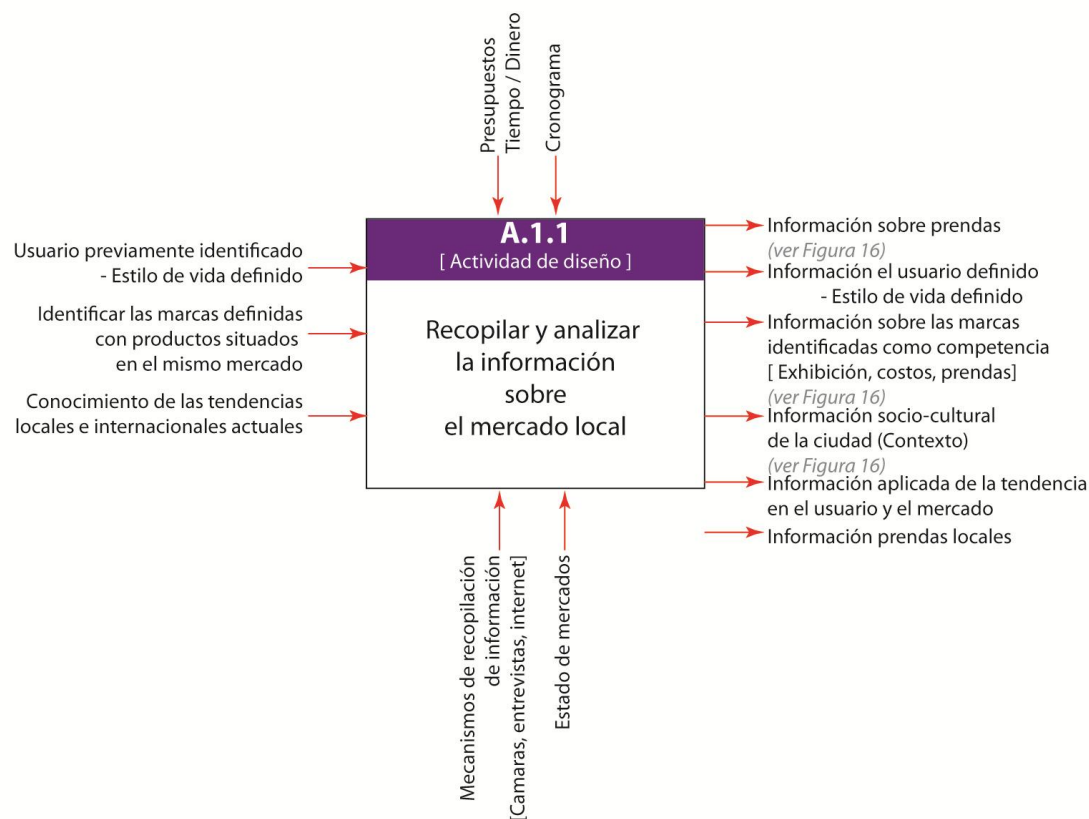 Presupuestos
Tiempo / Dinero
Cronograma
Usuario previamente identificado
- Estilo de vida definido
Identificar las marcas definidas
con productos situados
en el mismo mercado
Conocimiento de las tendencias
locales e internacionales actuales
A.1.1
[ Actividad de diseño ]
Recopilar y analizar
la información
sobre
el mercado local
Información sobre prendas
(ver Figura 16)
Información el usuario definido
- Estilo de vida definido
Información sobre las marcas
identificadas como competencia
[ Exhibición, costos, prendas]
(ver Figura 16)
Información socio-cultural
de la ciudad (Contexto)
(ver Figura 16)
Información aplicada de la tendencia
en el usuario y el mercado
Información prendas locales
Mecanismos de recopilación
de información
[Camaras, entrevistas, internet]
Estado de mercados